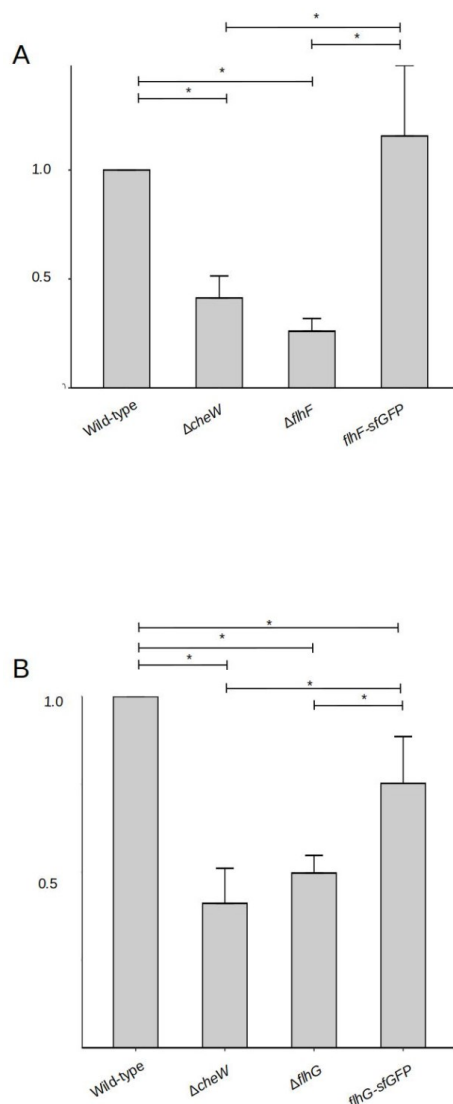 *
*
A
*
*
1.0
0.5
Wild-type
ΔcheW
ΔflhF
flhF-sfGFP
*
*
B
*
*
*
1.0
0.5
Wild-type
ΔcheW
ΔflhG
flhG-sfGFP